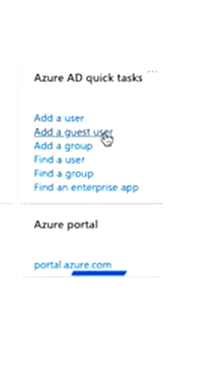 Azure AD quick tasks
Add a user
Add a guest user
Add a group
Find a user
Find a group
Find an enterprise app
Azure portal
portal.azure.com